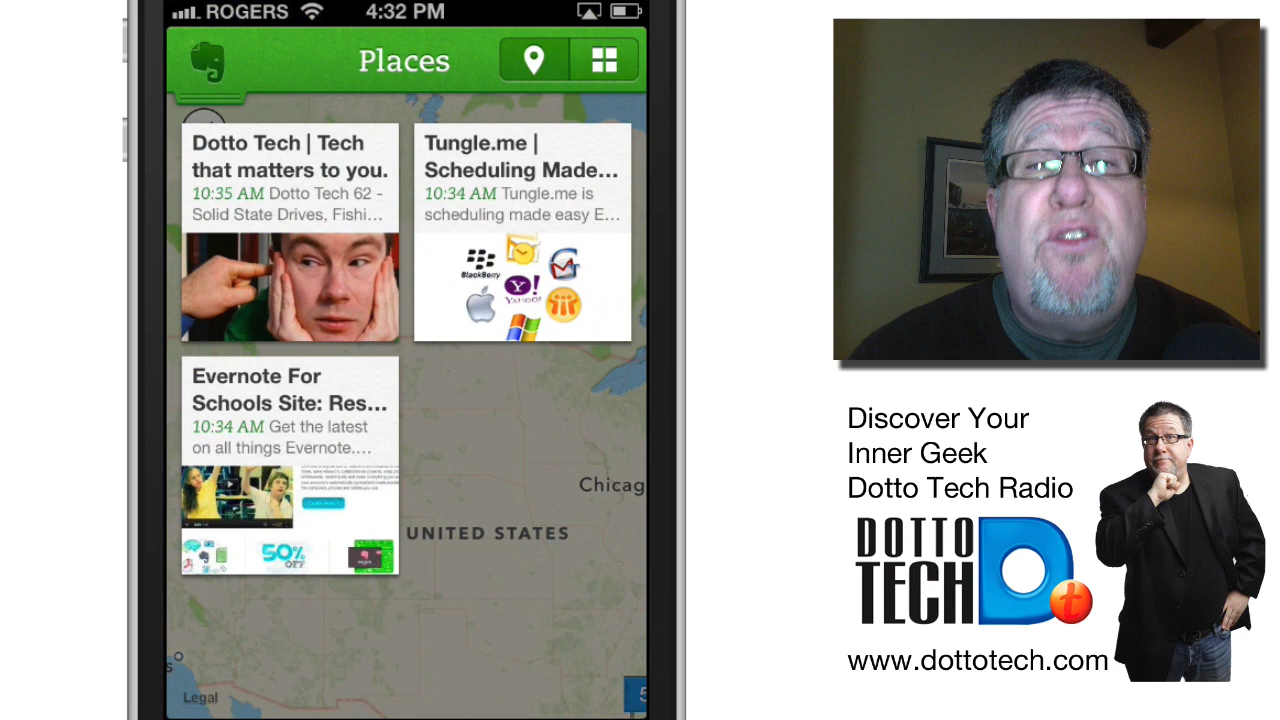 ROGERS 4:32 PM
Places
Dotto Tech | Tech
that matters to you.
10:35 AM Dotto Tech 62 -
Solid State Drives, Fishi...
Tungle.me |
Scheduling Made...
10:34 AM Tungle.me is
scheduling made easy E...
BlackBerry
YAHOO!
Evernote For
Schools Site: Res...
10:34 AM Get the latest
on all things Evernote....
50%
OFF
Chicag
UNITED STATES
Legal
5
Discover Your
Inner Geek
Dotto Tech Radio
DOTTO
TECH
D
t
www.dottotech.com